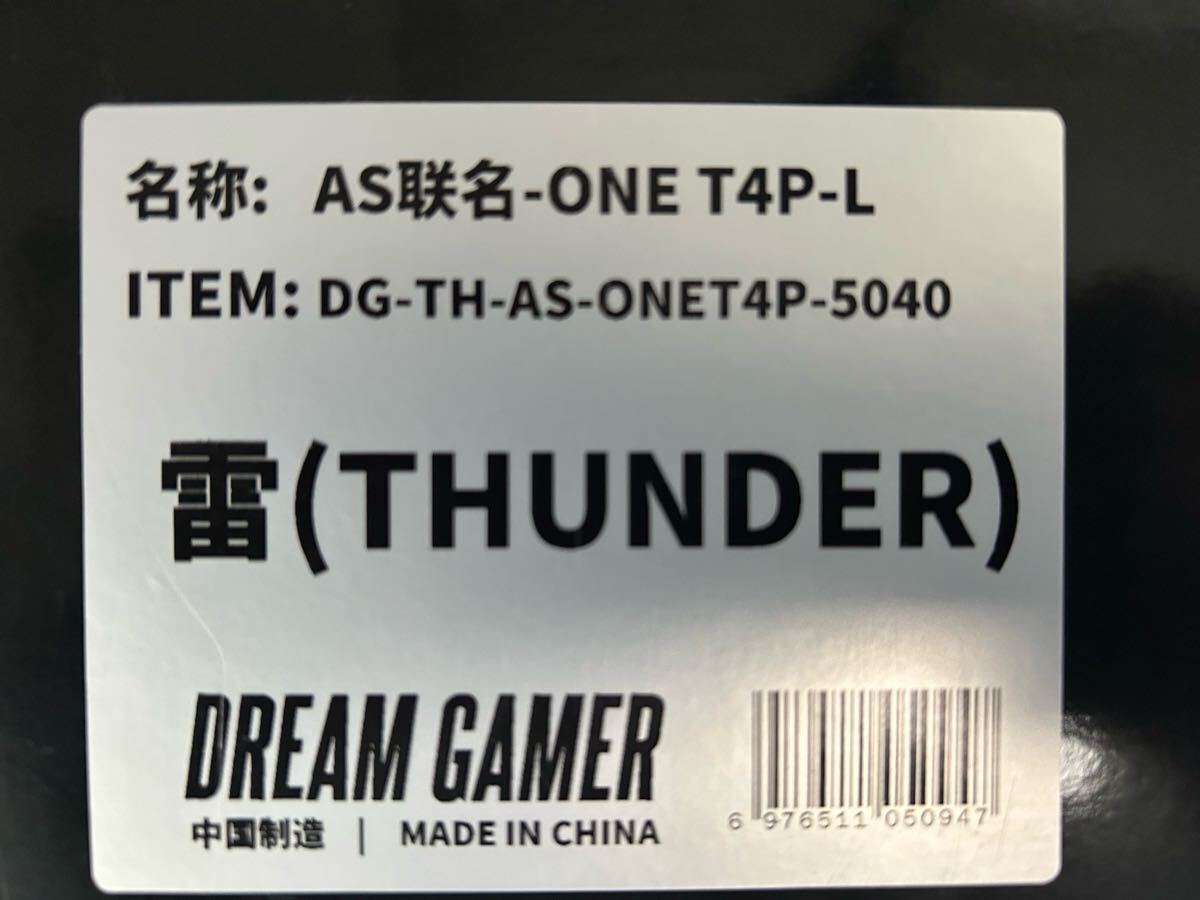 名称: AS联名-ONE T4P-L
ITEM: DG-TH-AS-ONET4P-5040
雷(THUNDER)
DREAM GAMER
中国制造 | MADE IN CHINA
6 976511 050947